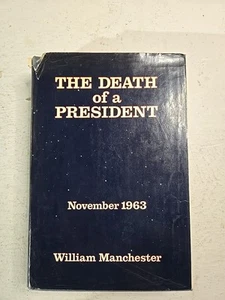 THE DEATH
of a
PRESIDENT
November 1963
William Manchester